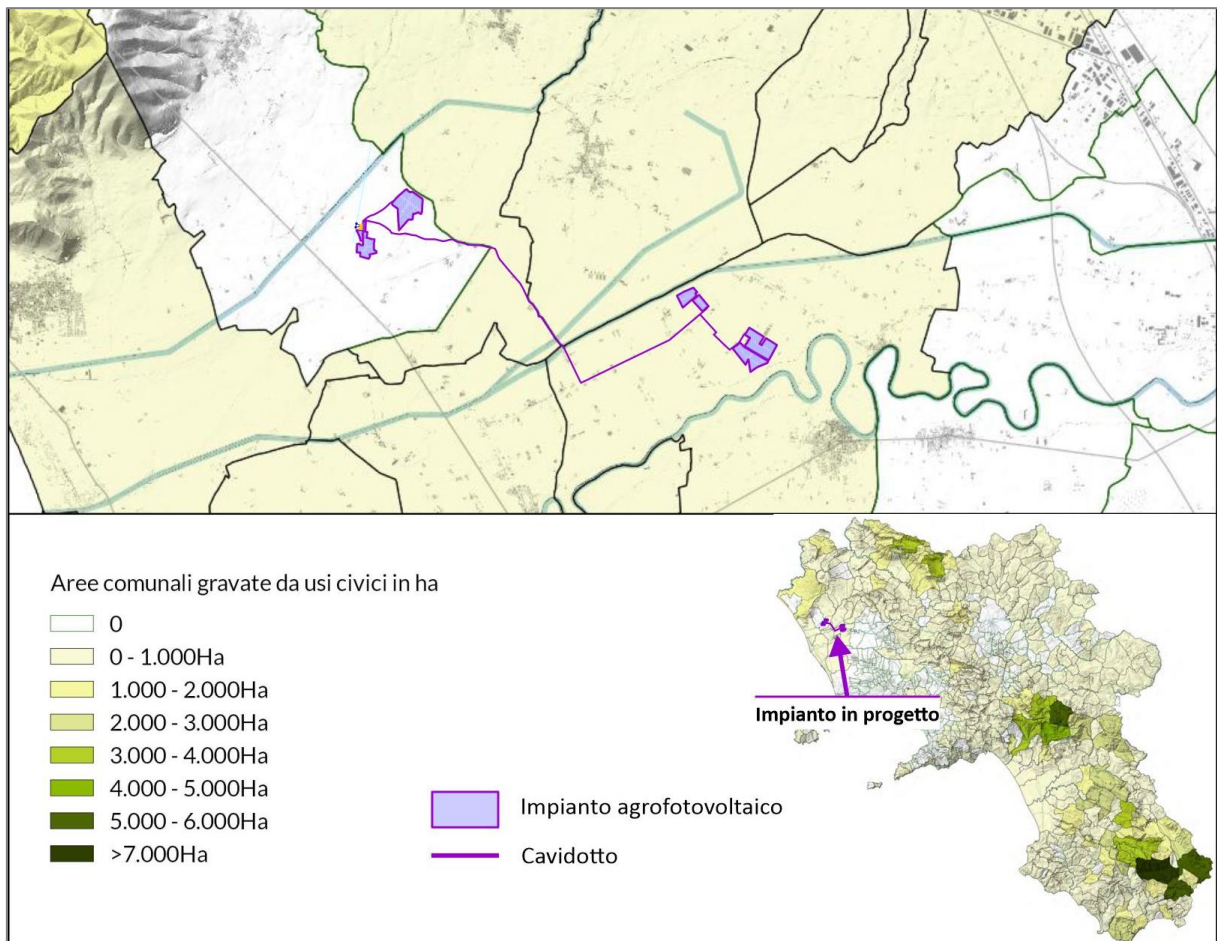 Aree comunali gravate da usi civici in ha
0
0 - 1.000Ha
1.000 - 2.000Ha
2.000 - 3.000Ha
3.000 - 4.000Ha
4.000 - 5.000Ha
5.000 - 6.000Ha
>7.000Ha
Impianto agrofotovoltaico
Cavidotto
Impianto in progetto